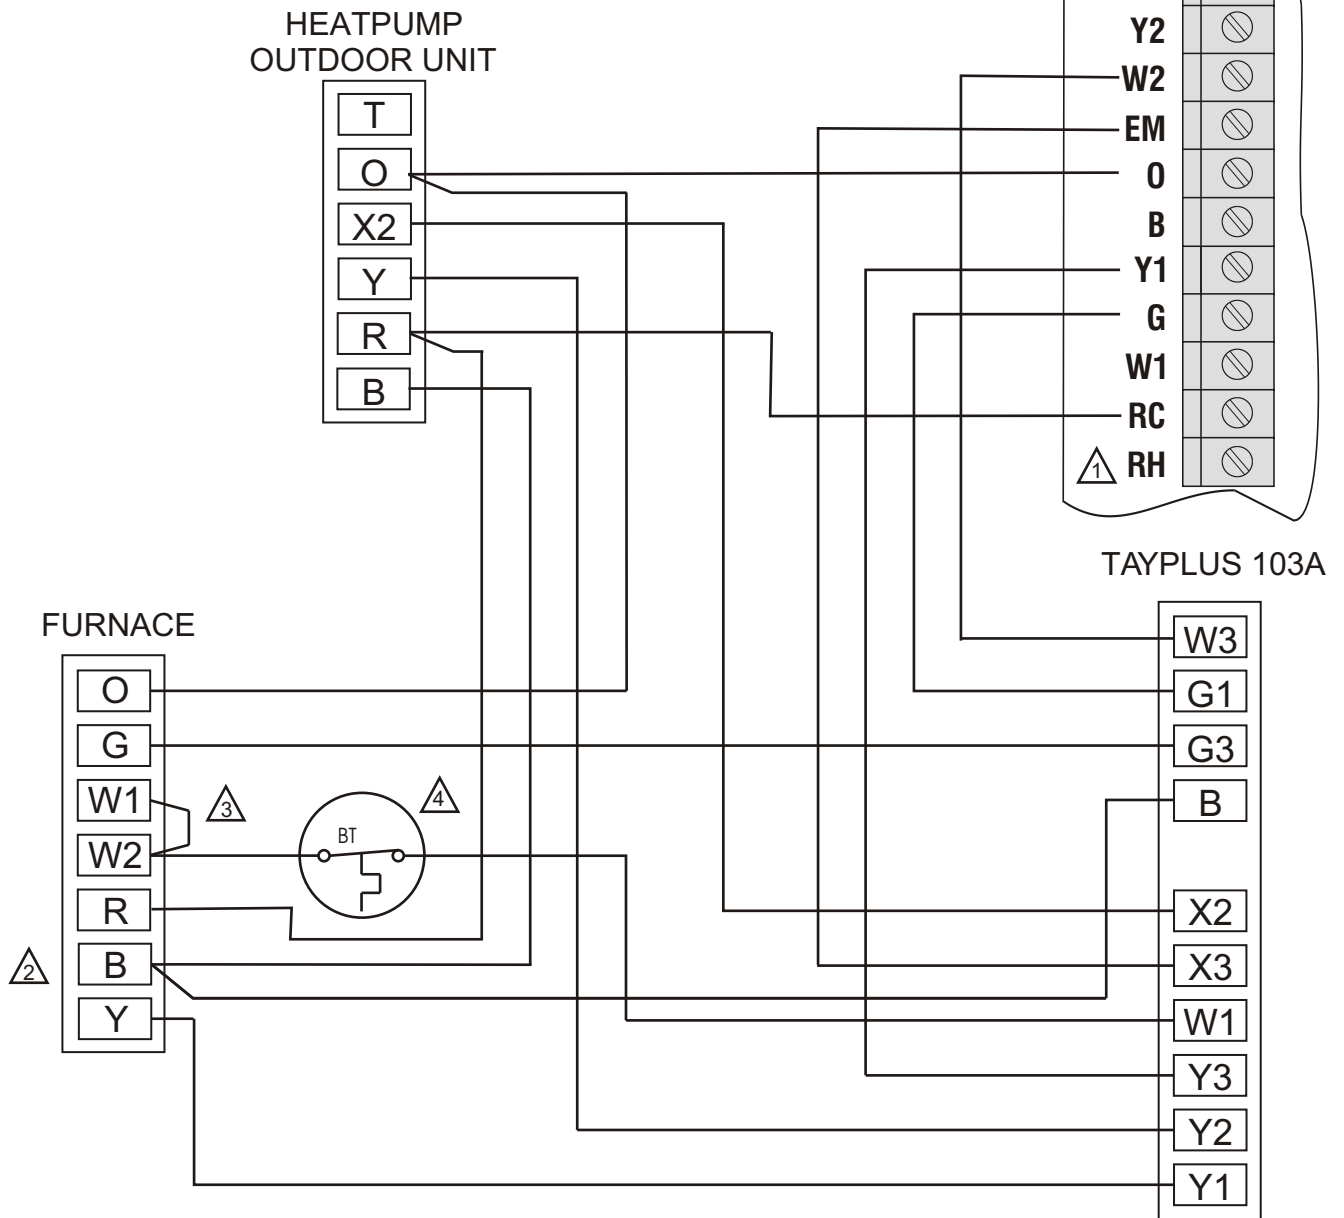 HEATPUMP
OUTDOOR UNIT
T
O
X2
Y
R
B
Y2
W2
EM
O
B
Y1
G
W1
RC
1 RH
TAYPLUS 103A
W3
G1
G3
B
X2
X3
W1
Y3
Y2
Y1
FURNACE
O
G
W1
3
W2
R
2 B
Y
BT
4